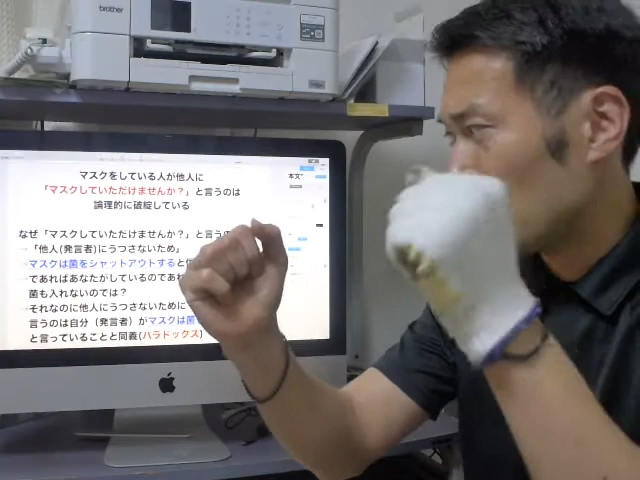 brother
マスクをしている人が他人に
「マスクしていただけませんか？」と言うのは
論理的に破綻している
本文
なぜ「マスクしていただけませんか？」と言う
「他人(発言者)にうつさないため」
マスクは菌をシャットアウトすると
であればあなたがしているのであれ
菌も入れないのでは？
それなのに他人にうつさないために
言うのは自分（発言者）がマスクは菌
と言っていることと同義(パラドックス)